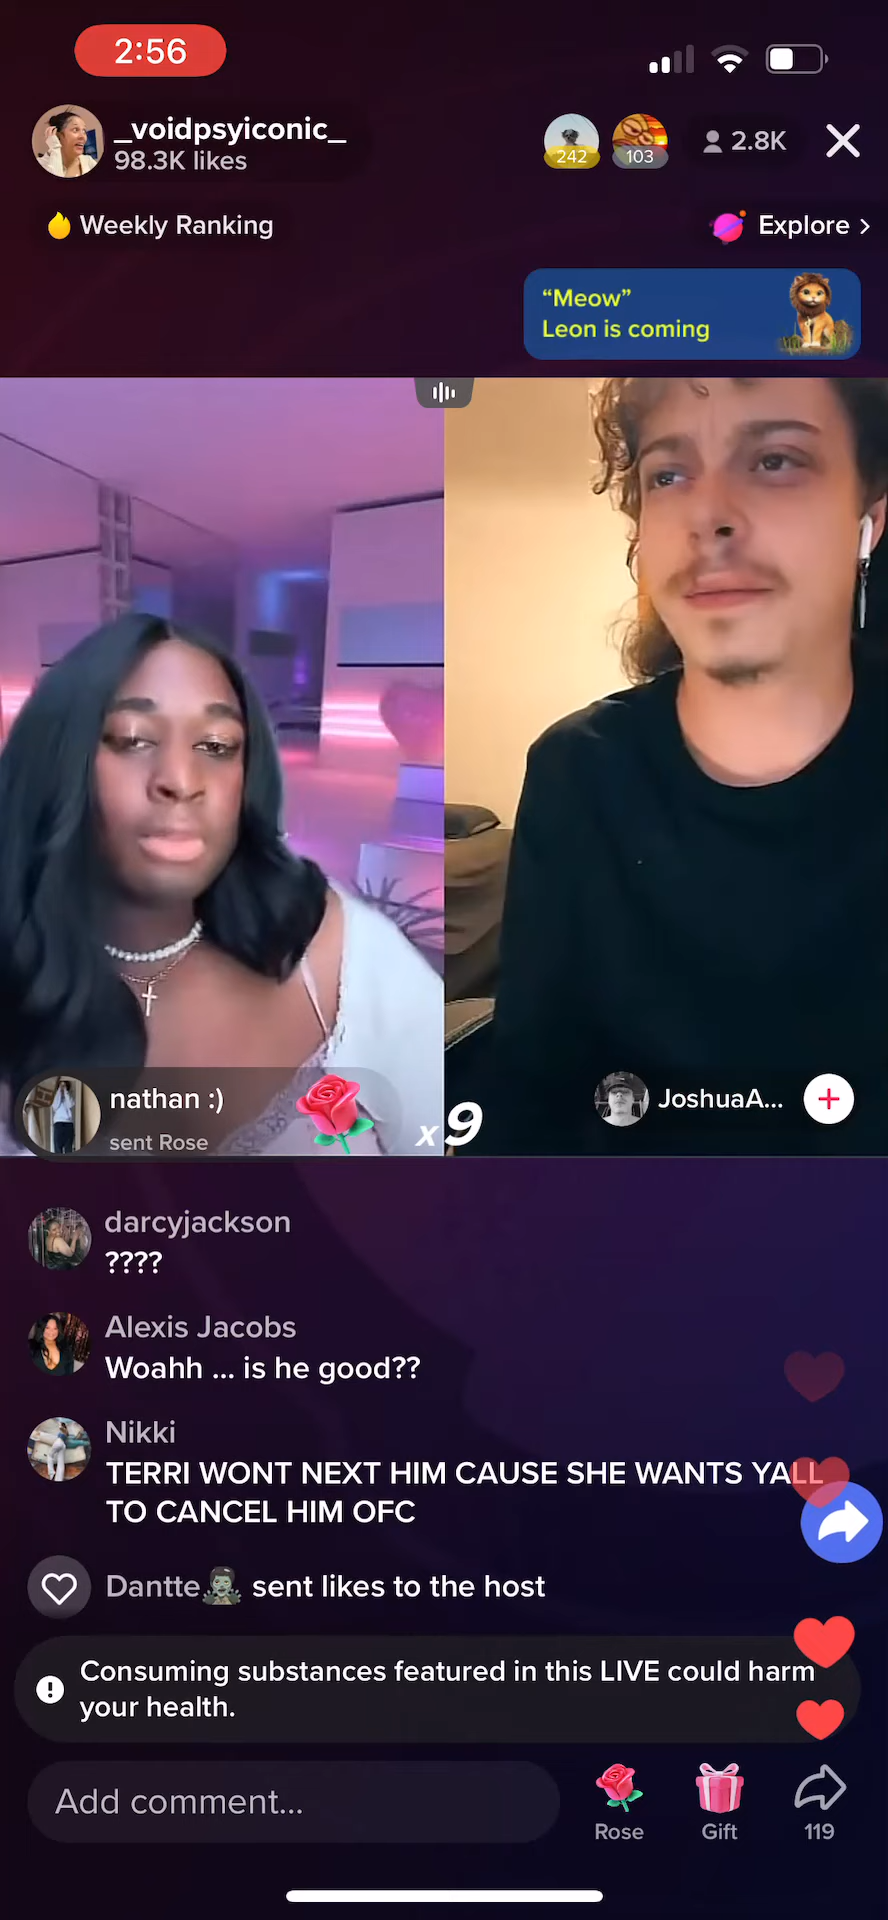 2:56
_voidpsyiconic_
98.3K likes
242
103
2.8K
Weekly Ranking
Explore >
“Meow”
Leon is coming
nathan :)
sent Rose
x9
JoshuaA...
darcyjackson
????
Alexis Jacobs
Woahh ... is he good??
Nikki
TERRI WONT NEXT HIM CAUSE SHE WANTS YALL
TO CANCEL HIM OFC
Dantte sent likes to the host
Consuming substances featured in this LIVE could harm
your health.
Add comment...
Rose
Gift
119